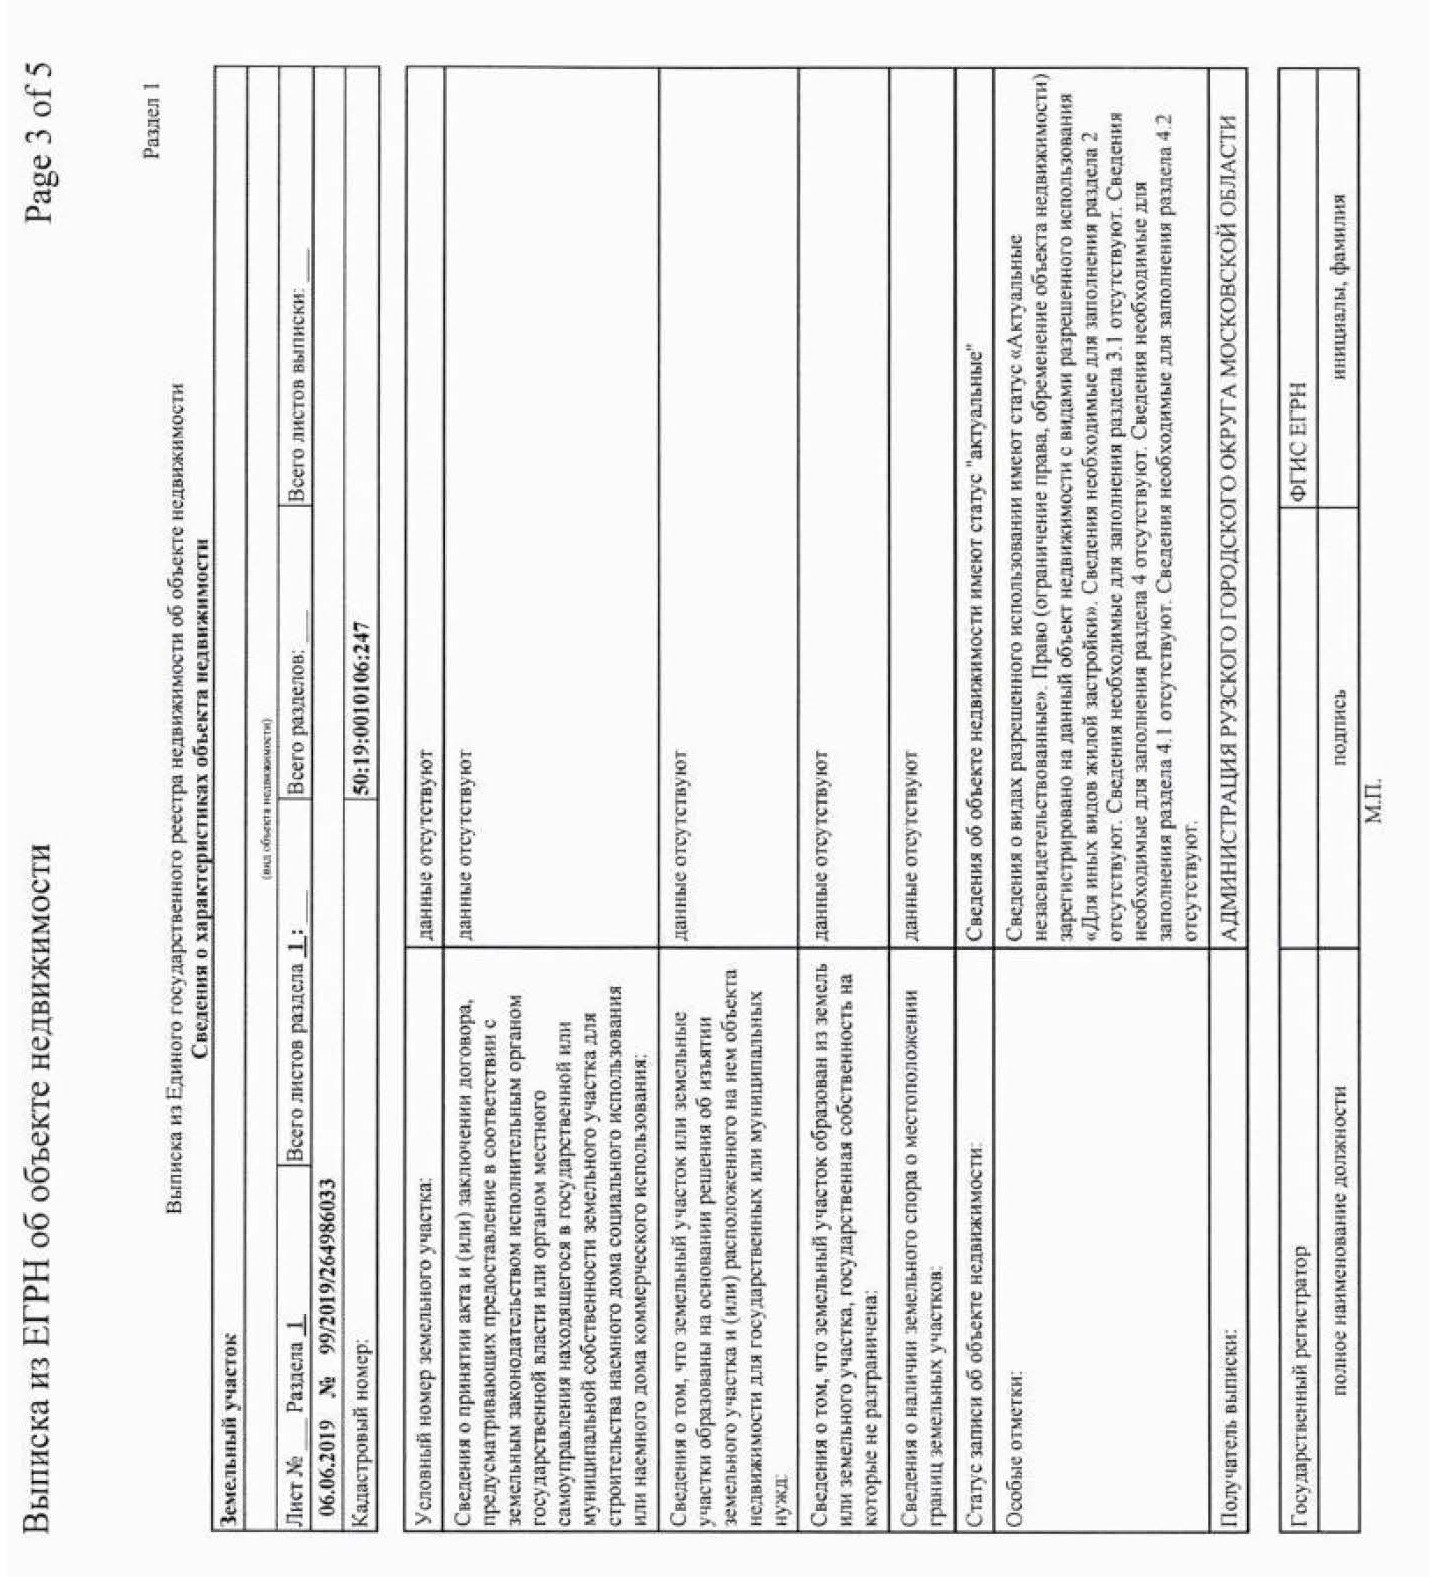 Выписка из ЕГРН об объекте недвижимости
Page 3 of 5
Раздел 1
Выписка из Единого государственного реестра недвижимости об объекте недвижимости
Сведения о характеристиках объекта недвижимости
Земельный участок
(вид объекта недвижимости)
Лист № ___ Раздела 1
Всего листов раздела 1: ___
Всего разделов: ___
Всего листов выписки: ___
06.06.2019 № 99/2019/264986033
Кадастровый номер:
50:19:0010106:247
Условный номер земельного участка:
данные отсутствуют
Сведения о принятии акта и (или) заключении договора,
предусматривающих предоставление в соответствии с
земельным законодательством исполнительным органом
государственной власти или органом местного
самоуправления находящегося в государственной или
муниципальной собственности земельного участка для
строительства наемного дома социального использования
или наемного дома коммерческого использования:
данные отсутствуют
Сведения о том, что земельный участок или земельные
участки образованы на основании решения об изъятии
земельного участка и (или) расположенного на нем объекта
недвижимости для государственных или муниципальных
нужд:
данные отсутствуют
Сведения о том, что земельный участок образован из земель
или земельного участка, государственная собственность на
которые не разграничена:
данные отсутствуют
Сведения о наличии земельного спора о местоположении
границ земельных участков:
данные отсутствуют
Статус записи об объекте недвижимости:
Сведения об объекте недвижимости имеют статус "актуальные"
Особые отметки:
Сведения о видах разрешенного использовании имеют статус «Актуальные
незасвидетельствованные». Право (ограничение права, обременение объекта недвижимости)
зарегистрировано на данный объект недвижимости с видами разрешенного использования
«Для иных видов жилой застройки». Сведения необходимые для заполнения раздела 2
отсутствуют. Сведения необходимые для заполнения раздела 3.1 отсутствуют. Сведения
необходимые для заполнения раздела 4 отсутствуют. Сведения необходимые для
заполнения раздела 4.1 отсутствуют. Сведения необходимые для заполнения раздела 4.2
отсутствуют.
Получатель выписки:
АДМИНИСТРАЦИЯ РУЗСКОГО ГОРОДСКОГО ОКРУГА МОСКОВСКОЙ ОБЛАСТИ
Государственный регистратор
ФГИС ЕГРН
полное наименование должности
подпись
инициалы, фамилия
М.П.